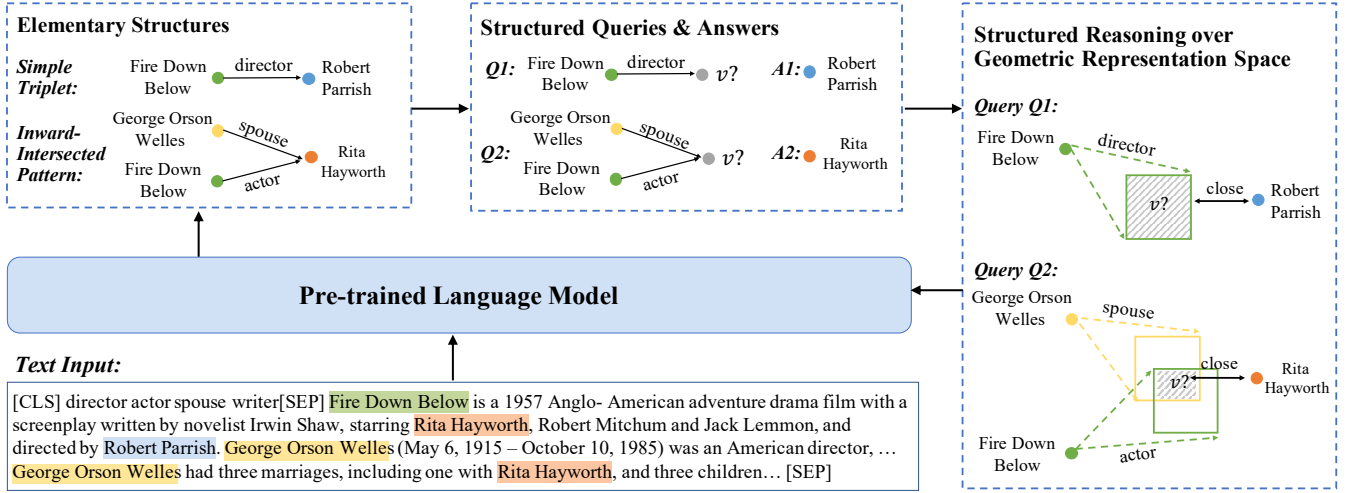 Elementary Structures
Simple
Triplet:
Fire Down
Below
director
Robert
Parrish
Inward-
Intersected
Pattern:
George Orson
Welles
spouse
Fire Down
Below
actor
Rita
Hayworth
Structured Queries & Answers
Q1:
Fire Down
Below
director
v?
A1:
Robert
Parrish
Q2:
George Orson
Welles
spouse
Fire Down
Below
actor
v?
A2:
Rita
Hayworth
Structured Reasoning over
Geometric Representation Space
Query Q1:
Fire Down
Below
director
v?
close
Robert
Parrish
Query Q2:
George Orson
Welles
spouse
v?
close
Rita
Hayworth
Fire Down
Below
actor
Pre-trained Language Model
Text Input:
[CLS] director actor spouse writer[SEP] Fire Down Below is a 1957 Anglo- American adventure drama film with a
screenplay written by novelist Irwin Shaw, starring Rita Hayworth, Robert Mitchum and Jack Lemmon, and
directed by Robert Parrish. George Orson Welles (May 6, 1915 – October 10, 1985) was an American director, …
George Orson Welles had three marriages, including one with Rita Hayworth, and three children… [SEP]